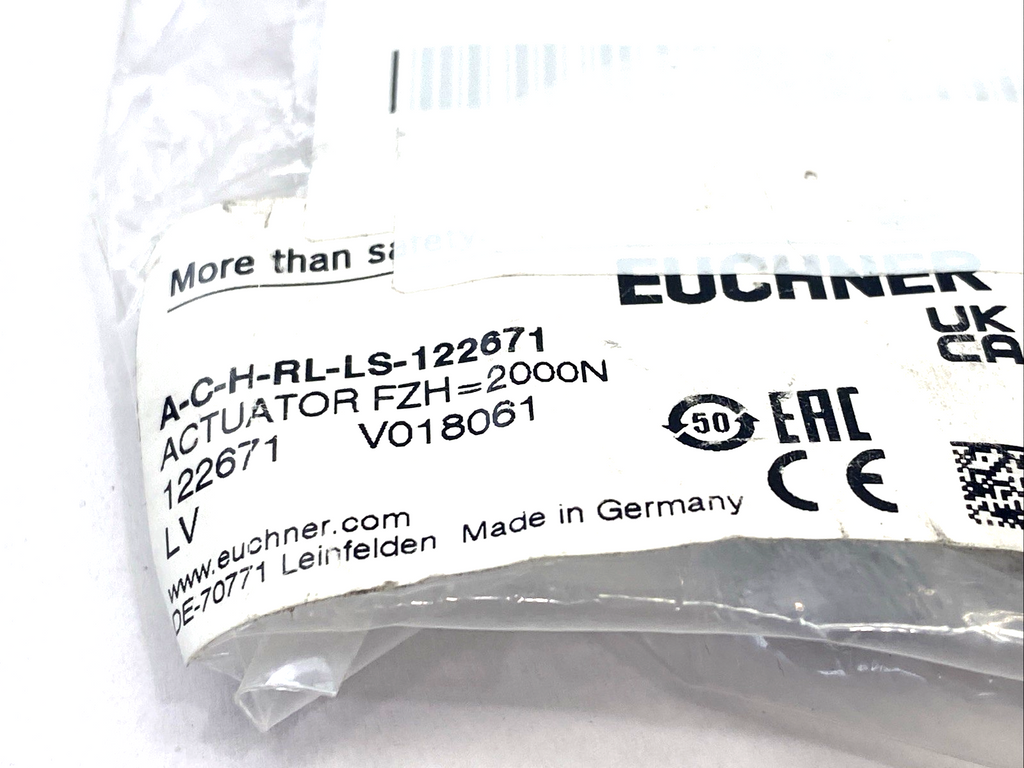 More than safety
EUCHNER
UK
CA
A-C-H-RL-LS-122671
ACTUATOR FZH=2000N
122671 V018061
LV
50
EAC
CE
www.euchner.com
DE-70771 Leinfelden Made in Germany